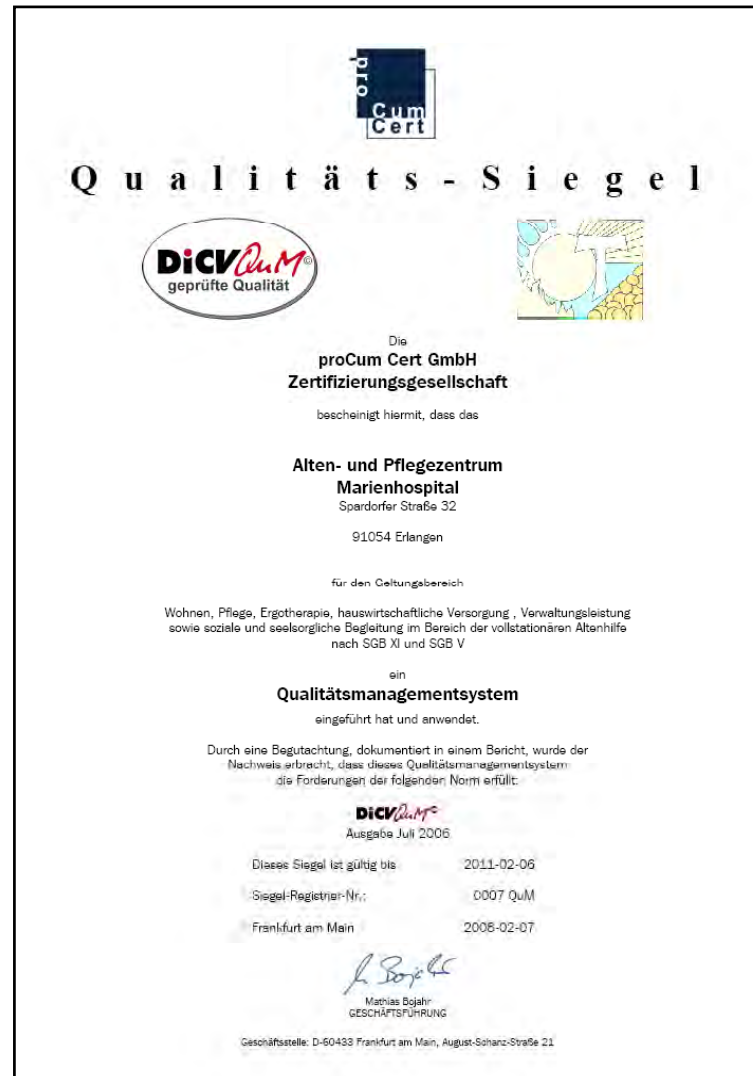 pro
Cum
Cert
Qualitäts-Siegel
DiCV QuM©
geprüfte Qualität
Die
proCum Cert GmbH
Zertifizierungsgesellschaft
bescheinigt hiermit, dass das
Alten- und Pflegezentrum
Marienhospital
Spardorfer Straße 32
91054 Erlangen
für den Geltungsbereich
Wohnen, Pflege, Ergotherapie, hauswirtschaftliche Versorgung , Verwaltungsleistung
sowie soziale und seelsorgliche Begleitung im Bereich der vollstationären Altenhilfe
nach SGB XI und SGB V
ein
Qualitätsmanagementsystem
eingeführt hat und anwendet.
Durch eine Begutachtung, dokumentiert in einem Bericht, wurde der
Nachweis erbracht, dass dieses Qualitätsmanagementsystem
die Forderungen der folgenden Norm erfüllt:
DiCV QuM©
Ausgabe Juli 2006
Dieses Siegel ist gültig bis 2011-02-06
Siegel-Registrier-Nr.: 0007 QuM
Frankfurt am Main 2008-02-07
Mathias Bojahr
GESCHÄFTSFÜHRUNG
Geschäftsstelle: D-60433 Frankfurt am Main, August-Schanz-Straße 21